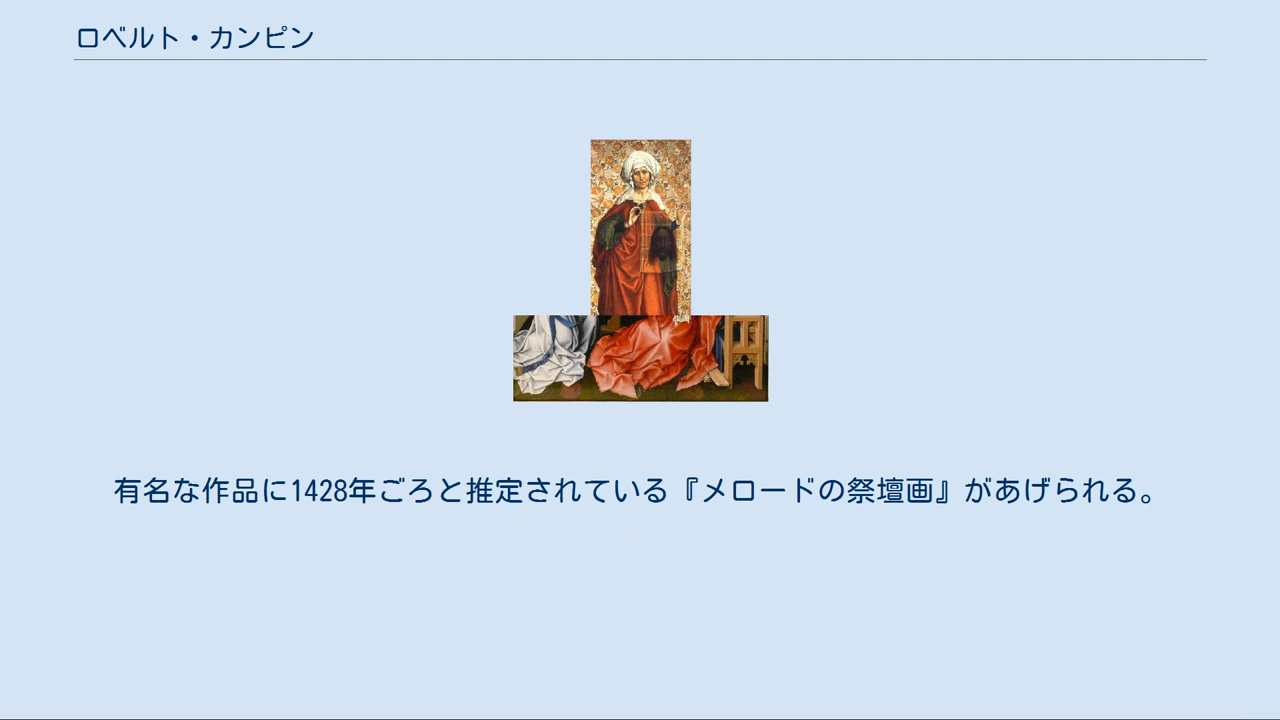 ロベルト・カンピン
有名な作品に1428年ごろと推定されている『メロードの祭壇画』があげられる。